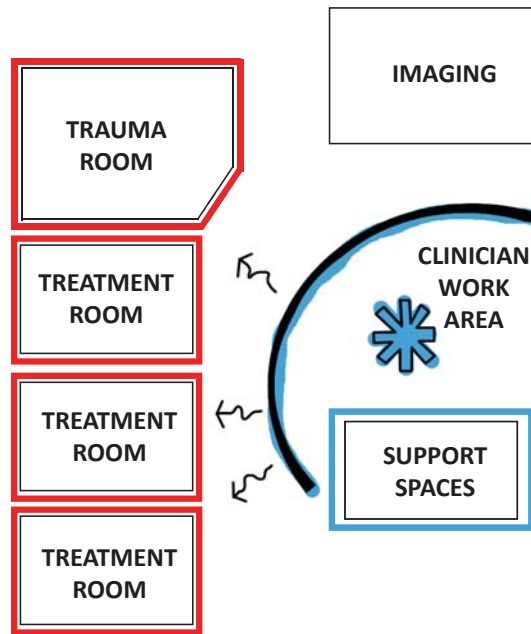 IMAGING
TRAUMA
ROOM
TREATMENT
ROOM
CLINICIAN
WORK
AREA
TREATMENT
ROOM
SUPPORT
SPACES
TREATMENT
ROOM